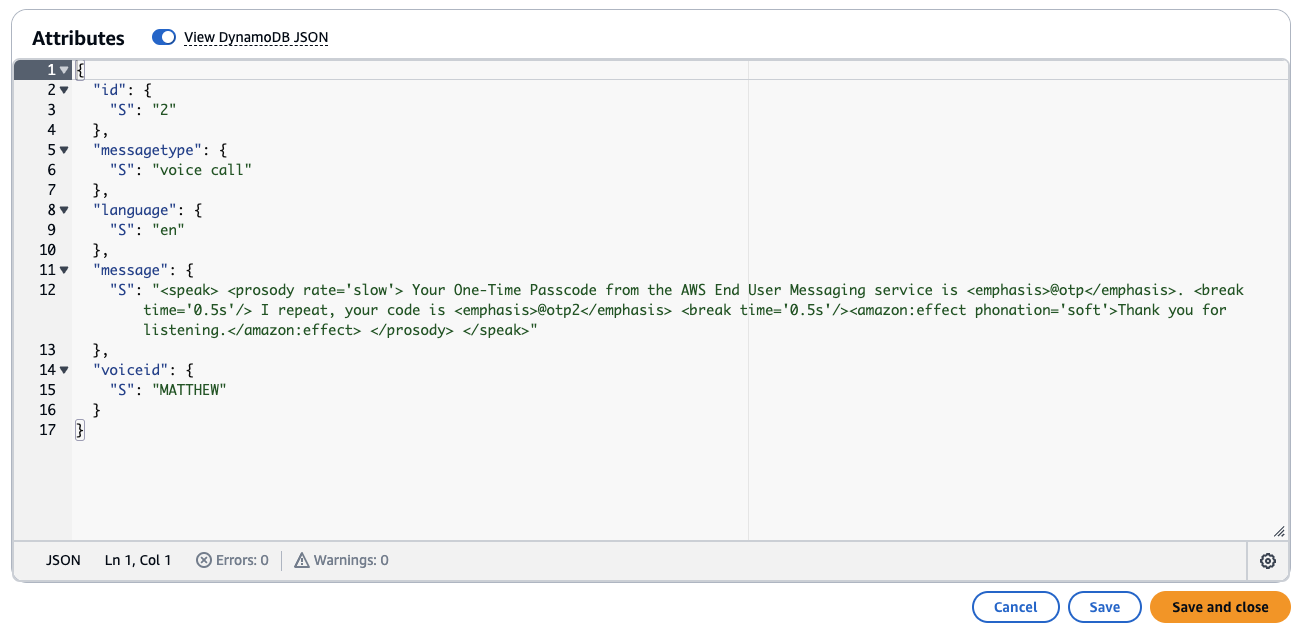 Attributes View DynamoDB JSON
1 {
2 "id": {
3 "S": "2"
4 },
5 "messagetype": {
6 "S": "voice call"
7 },
8 "language": {
9 "S": "en"
10 },
11 "message": {
12 "S": "<speak> <prosody rate='slow'> Your One-Time Passcode from the AWS End User Messaging service is <emphasis>@otp</emphasis>. <break
time='0.5s'/> I repeat, your code is <emphasis>@otp2</emphasis> <break time='0.5s'/><amazon:effect phonation='soft'>Thank you for
listening.</amazon:effect> </prosody> </speak>"
13 },
14 "voiceid": {
15 "S": "MATTHEW"
16 }
17 }
JSON Ln 1, Col 1 Errors: 0 Warnings: 0
Cancel Save Save and close